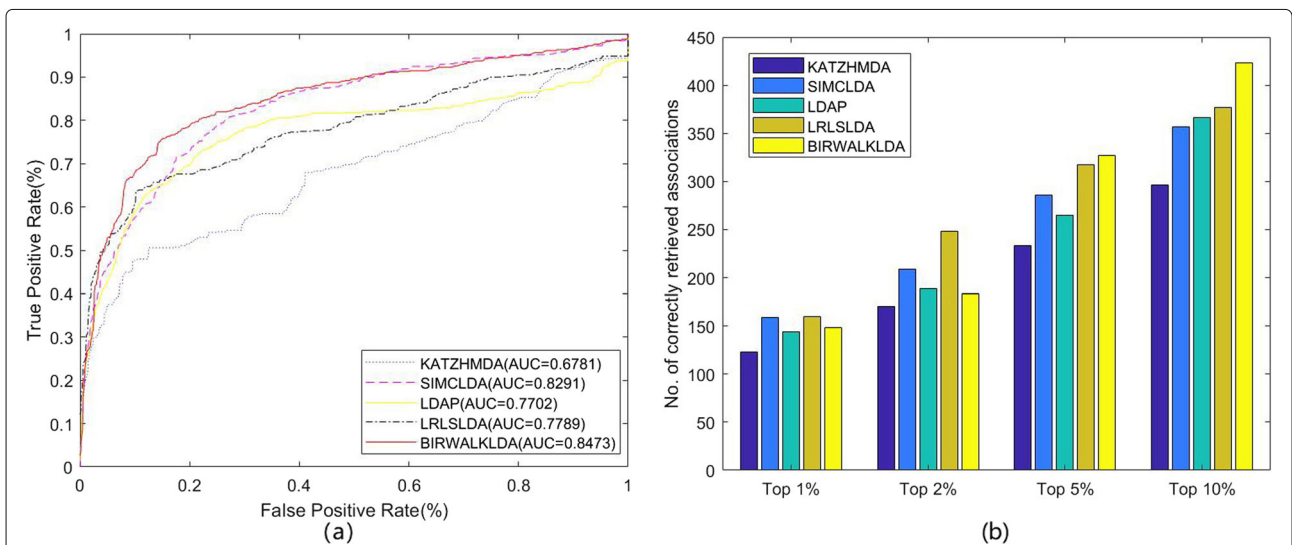 True Positive Rate(%)
1
0.9
0.8
0.7
0.6
0.5
0.4
0.3
0.2
0.1
0
KATZHMDA(AUC=0.6781)
SIMCLDA(AUC=0.8291)
LDAP(AUC=0.7702)
LRLSLDA(AUC=0.7789)
BIRWALKLDA(AUC=0.8473)
0 0.2 0.4 0.6 0.8 1
False Positive Rate(%)
(a)
No. of correctly retrieved associations
450
400
350
300
250
200
150
100
50
0
KATZHMDA
SIMCLDA
LDAP
LRLSLDA
BIRWALKLDA
Top 1% Top 2% Top 5% Top 10%
(b)